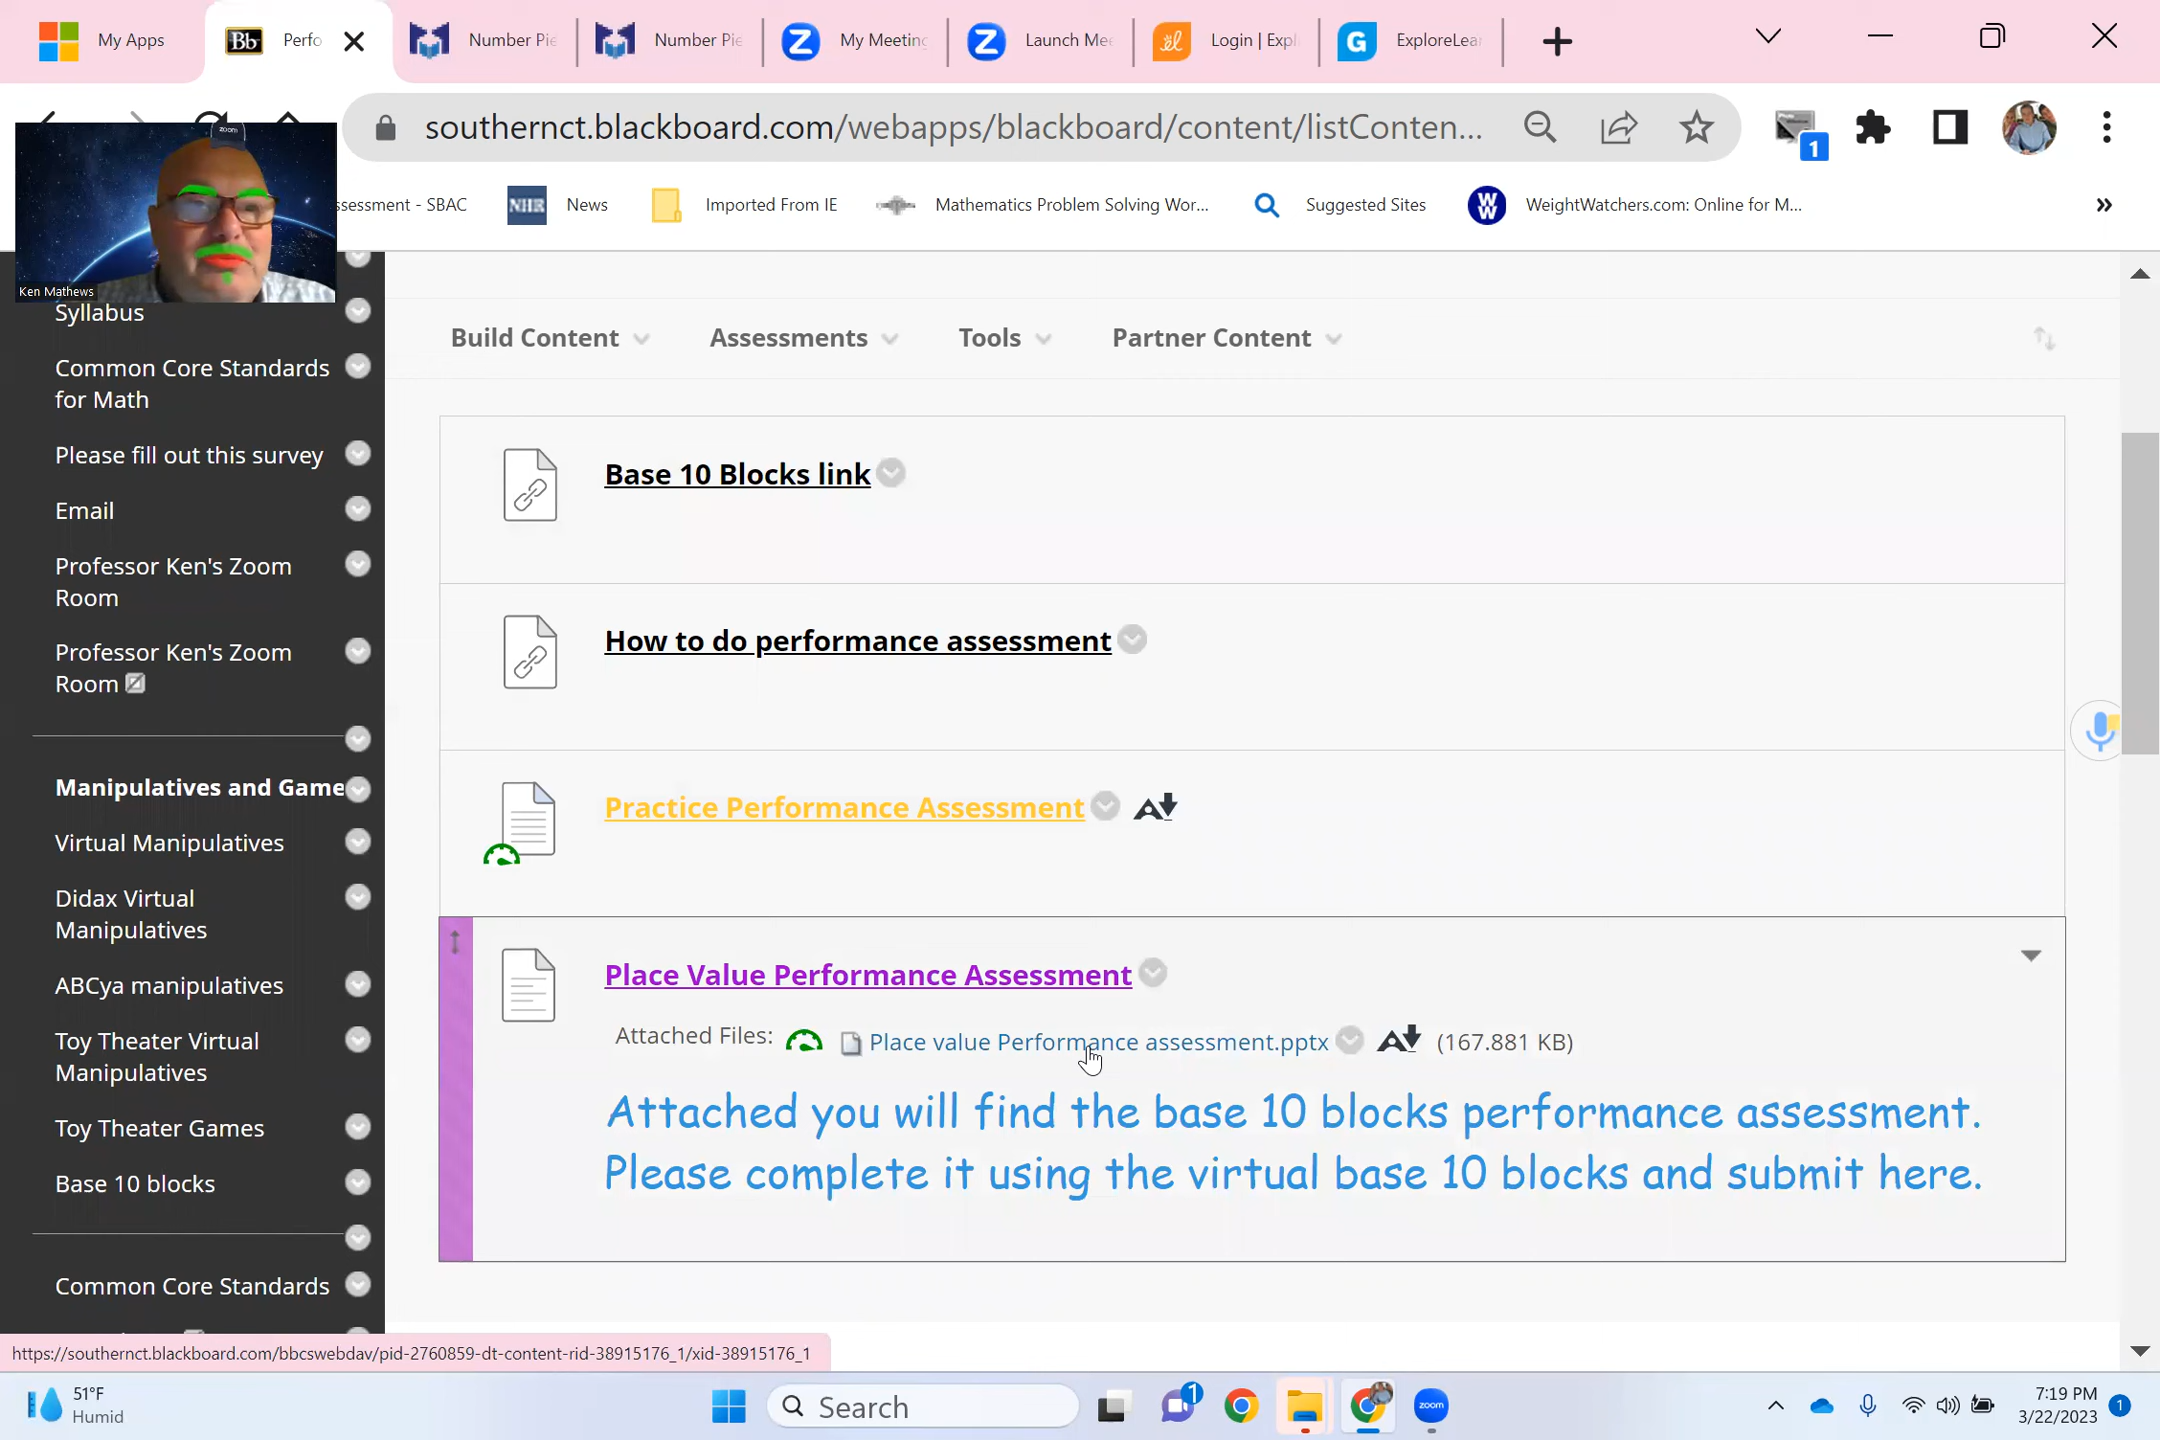 My Apps
Perfo
Number Pie
Number Pie
My Meeting
Launch Mee
Login | Expl
ExploreLear
southernct.blackboard.com/webapps/blackboard/content/listConten...
1
ssessment - SBAC
News
Imported From IE
Mathematics Problem Solving Wor...
Suggested Sites
WeightWatchers.com: Online for M...
zoom
Ken Mathews
Syllabus
Common Core Standards
for Math
Please fill out this survey
Email
Professor Ken's Zoom
Room
Professor Ken's Zoom
Room
Manipulatives and Game
Virtual Manipulatives
Didax Virtual
Manipulatives
ABCya manipulatives
Toy Theater Virtual
Manipulatives
Toy Theater Games
Base 10 blocks
Common Core Standards
Build Content
Assessments
Tools
Partner Content
Base 10 Blocks link
How to do performance assessment
Practice Performance Assessment
Place Value Performance Assessment
Attached Files: Place value Performance assessment.pptx (167.881 KB)
Attached you will find the base 10 blocks performance assessment.
Please complete it using the virtual base 10 blocks and submit here.
https://southernct.blackboard.com/bbcswebdav/pid-2760859-dt-content-rid-38915176_1/xid-38915176_1
51°F
Humid
Search
1
zoom
7:19 PM
3/22/2023
1